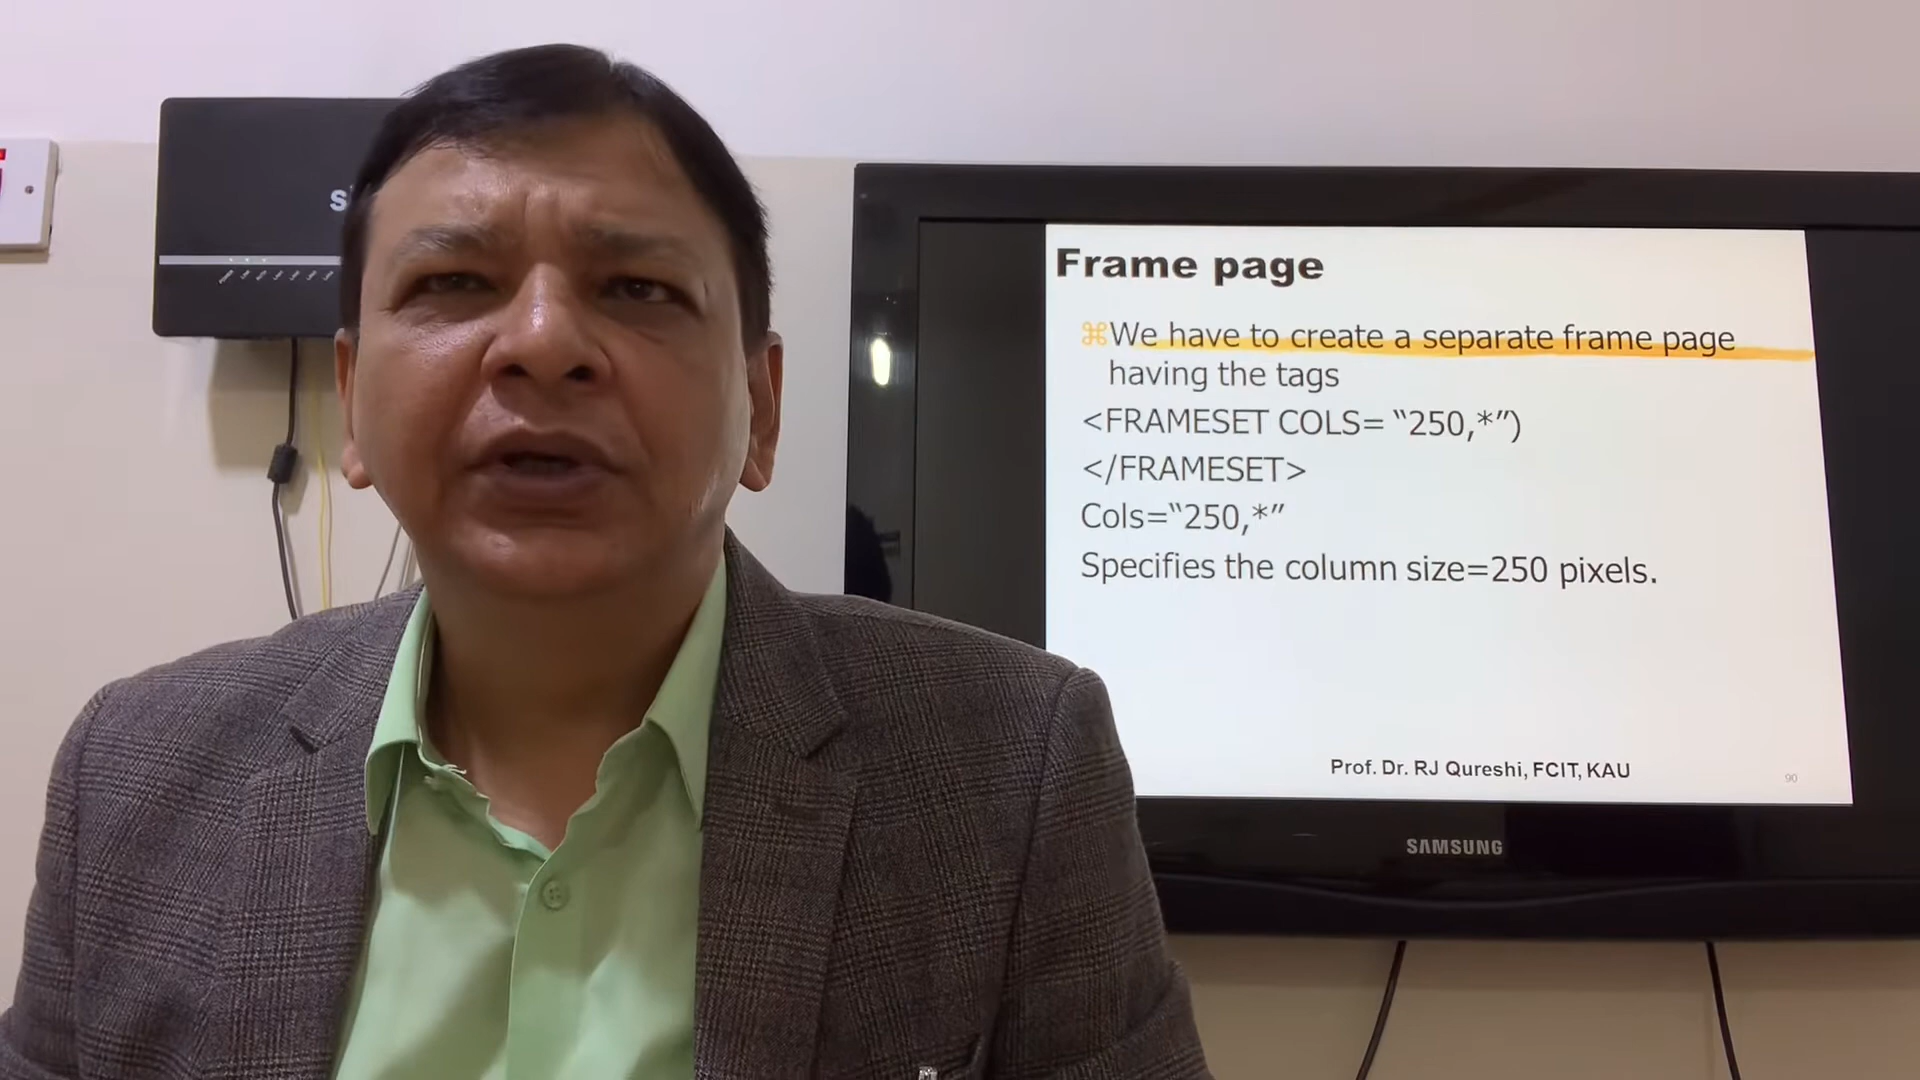 Frame page
⌘We have to create a separate frame page
having the tags
<FRAMESET COLS= “250,*”)
</FRAMESET>
Cols=“250,*”
Specifies the column size=250 pixels.
Prof. Dr. RJ Qureshi, FCIT, KAU
90
SAMSUNG